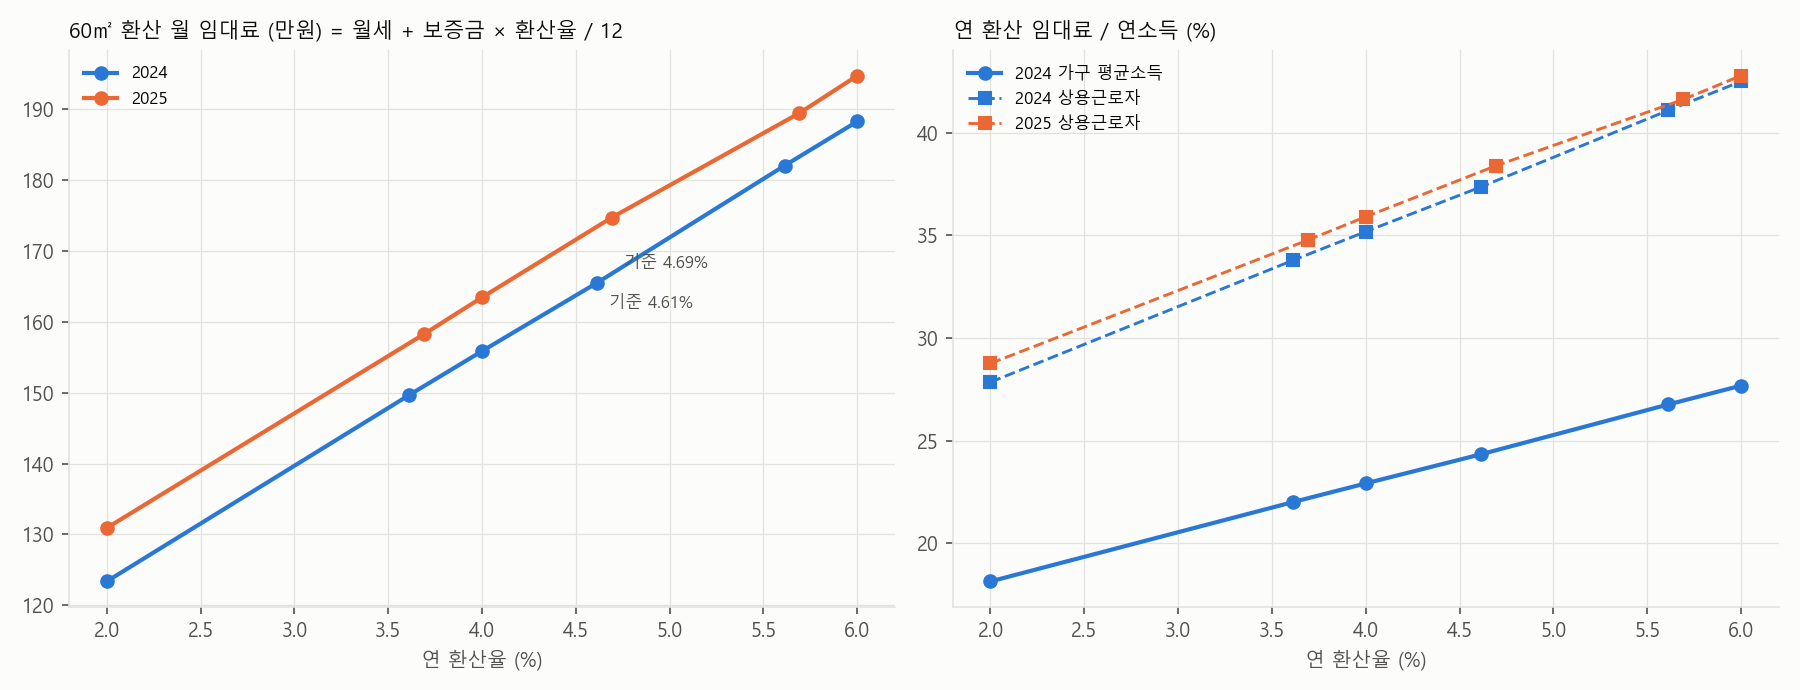 60㎡ 환산 월 임대료 (만원) = 월세 + 보증금 × 환산율 / 12
2024
2025
190
180
170
160
150
140
130
120
기준 4.69%
기준 4.61%
2.0 2.5 3.0 3.5 4.0 4.5 5.0 5.5 6.0
연 환산율 (%)
연 환산 임대료 / 연소득 (%)
2024 가구 평균소득
2024 상용근로자
2025 상용근로자
40
35
30
25
20
2.0 2.5 3.0 3.5 4.0 4.5 5.0 5.5 6.0
연 환산율 (%)